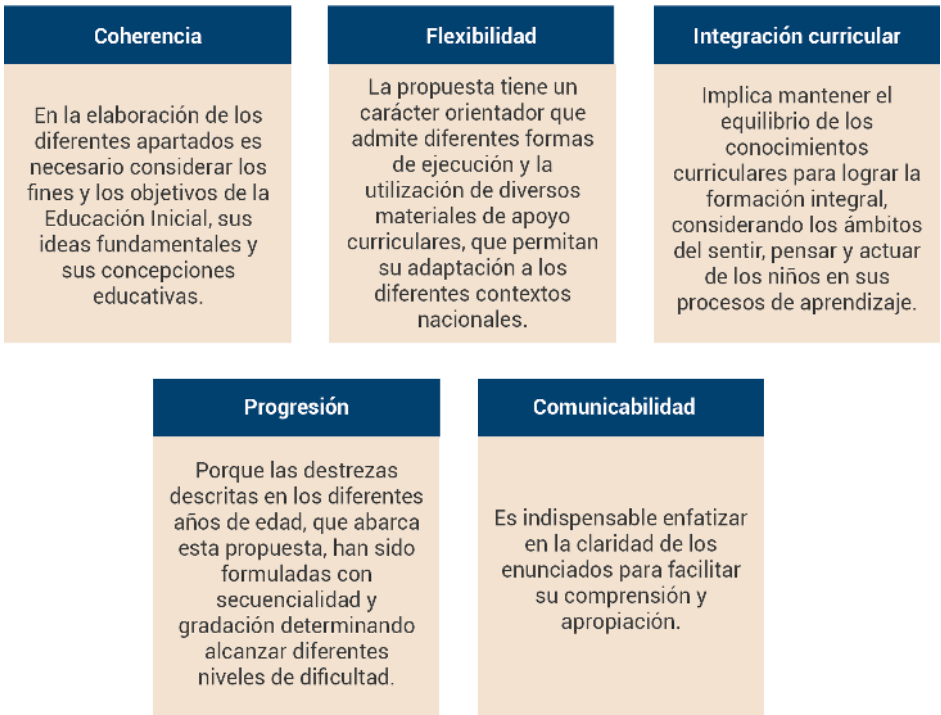 Coherencia
En la elaboración de los
diferentes apartados es
necesario considerar los
fines y los objetivos de la
Educación Inicial, sus
ideas fundamentales y
sus concepciones
educativas.
Flexibilidad
La propuesta tiene un
carácter orientador que
admite diferentes formas
de ejecución y la
utilización de diversos
materiales de apoyo
curriculares, que permitan
su adaptación a los
diferentes contextos
nacionales.
Integración curricular
Implica mantener el
equilibrio de los
conocimientos
curriculares para lograr la
formación integral,
considerando los ámbitos
del sentir, pensar y actuar
de los niños en sus
procesos de aprendizaje.
Progresión
Porque las destrezas
descritas en los diferentes
años de edad, que abarca
esta propuesta, han sido
formuladas con
secuencialidad y
gradación determinando
alcanzar diferentes
niveles de dificultad.
Comunicabilidad
Es indispensable enfatizar
en la claridad de los
enunciados para facilitar
su comprensión y
apropiación.